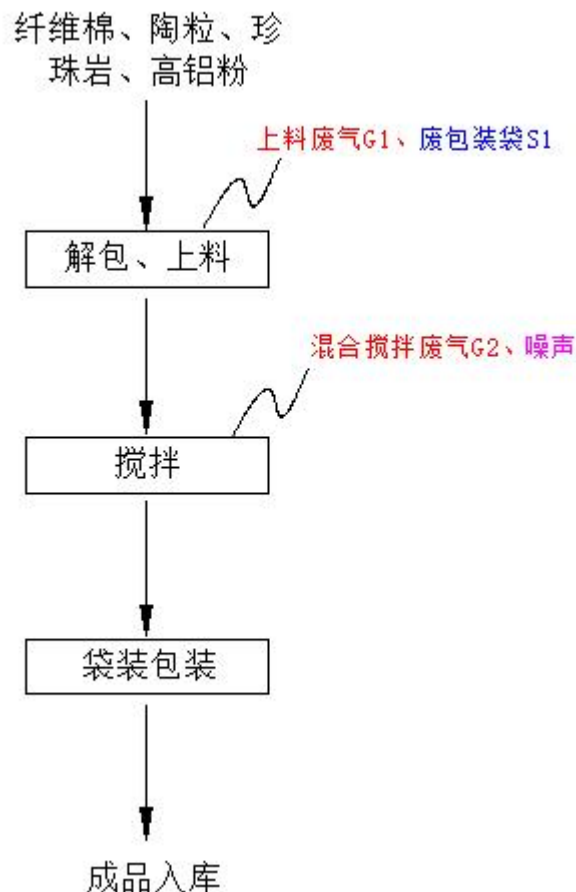 纤维棉、陶粒、珍
珠岩、高铝粉
上料废气G1、废包装袋S1
解包、上料
混合搅拌废气G2、噪声
搅拌
袋装包装
成品入库